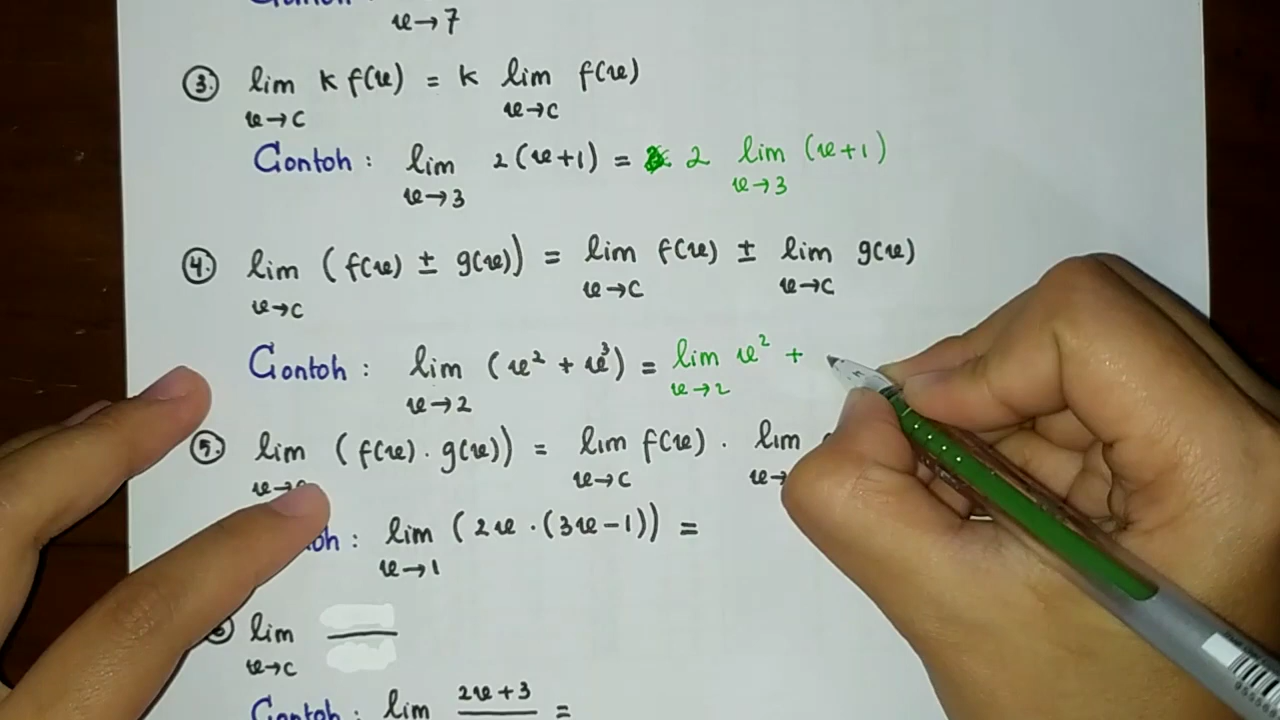 x→7
3. lim k f(x) = k lim f(x)
x→c x→c
Contoh : lim 2(x+1) = 2 lim (x+1)
x→3 x→3
4. lim (f(x) ± g(x)) = lim f(x) ± lim g(x)
x→c x→c x→c
Contoh : lim (x² + x³) = lim x² +
x→2 x→2
5. lim (f(x) . g(x)) = lim f(x) . lim
x→c
: lim (2x . (3x-1)) =
x→1
lim
x→c
Contoh : lim 2x+3 =